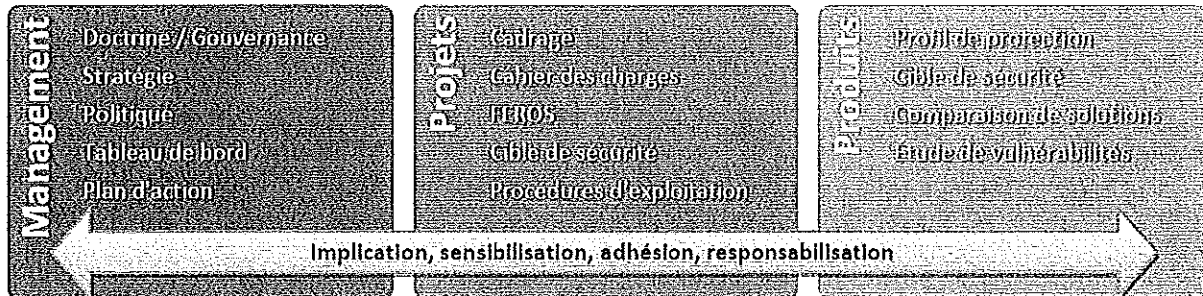 Management
Doctrine / Gouvernance
Stratégie
Politique
Tableau de bord
Plan d'action
Projets
Cadrage
Cahier des charges
FEROS
Cible de sécurité
Procédures d'exploitation
Produits
Profil de protection
Cible de sécurité
Comparaison de solutions
Étude de vulnérabilités
Implication, sensibilisation, adhésion, responsabilisation